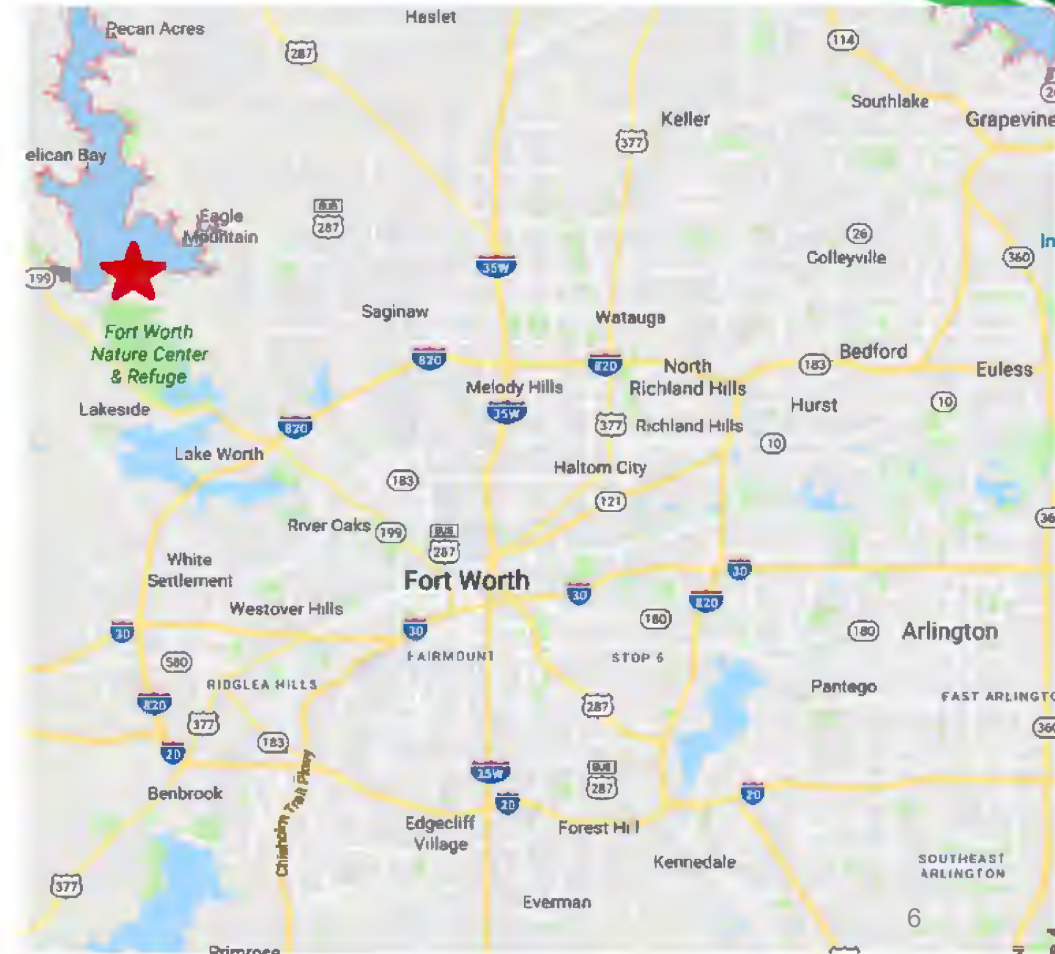 Haslet
Pecan Acres
287
114
Southlake
Keller
Grapevine
377
elican Bay
BUS
287
Eagle
Mountain
26
Colleyville
In
360
35W
199
Saginaw
Watauga
Fort Worth
Nature Center
& Refuge
820
820
North
Richland Hills
183
Bedford
Euless
Melody Hills
Lakeside
35W
Hurst
10
820
377
Richland Hills
10
Lake Worth
Haltom City
183
121
River Oaks
199
BUS
287
36
White
Settlement
Fort Worth
30
30
820
Westover Hills
180
30
30
180
Arlington
FAIRMOUNT
STOP 6
580
RIDGLEA HILLS
Pantego
EAST ARLINGTO
820
377
287
360
183
20
Chisholm Trail Pkwy
35W
BUS
287
Benbrook
20
20
Edgecliff
Village
Forest Hill
Kennedale
SOUTHEAST
ARLINGTON
377
Everman
6
Primrose